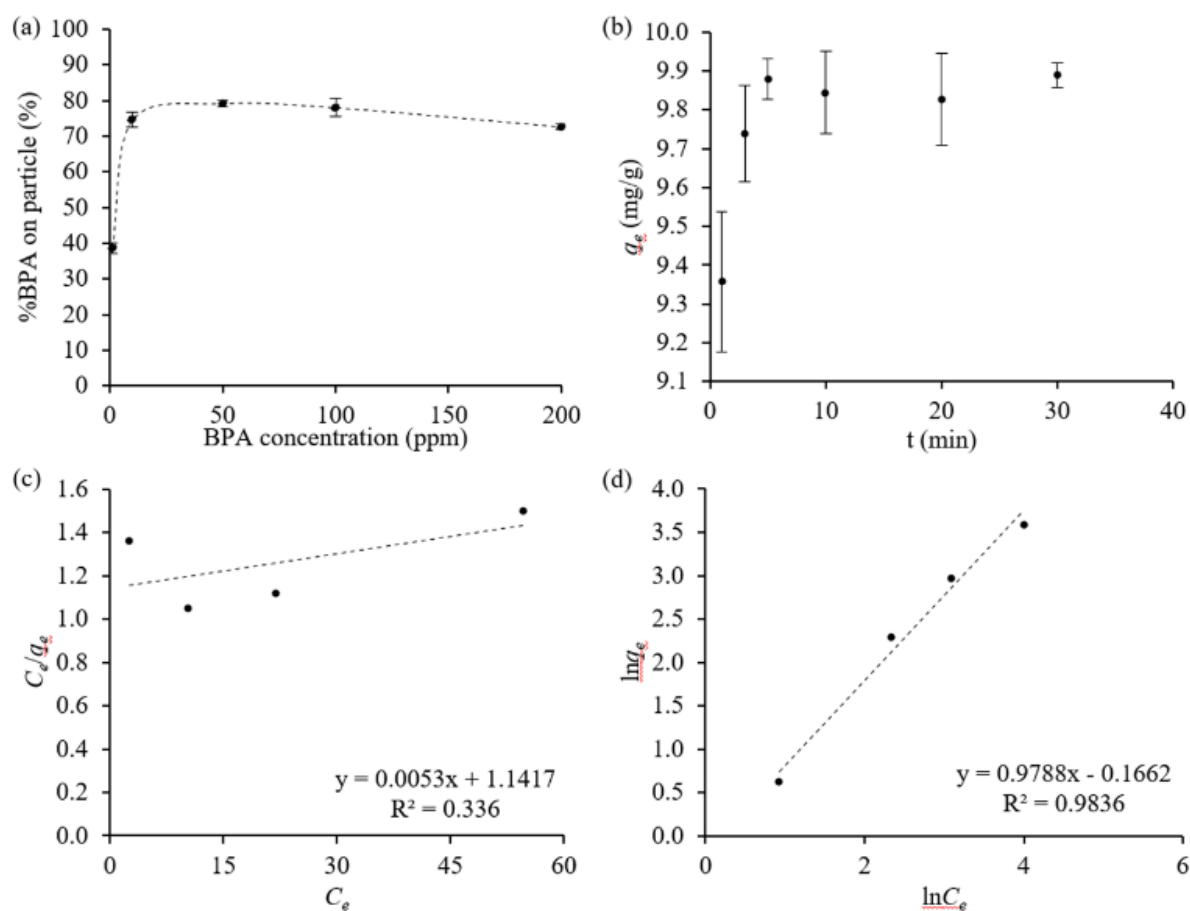 (a)
100
90
80
70
60
50
40
30
20
10
0
%BPA on particle (%)
0 50 100 150 200
BPA concentration (ppm)
(b)
10.0
9.9
9.8
9.7
9.6
9.5
9.4
9.3
9.2
9.1
qe (mg/g)
0 10 20 30 40
t (min)
(c)
1.6
1.4
1.2
1.0
0.8
0.6
0.4
0.2
0.0
Ce/qe
y = 0.0053x + 1.1417
R² = 0.336
0 15 30 45 60
Ce
(d)
4.0
3.5
3.0
2.5
2.0
1.5
1.0
0.5
0.0
lnqe
y = 0.9788x - 0.1662
R² = 0.9836
0 2 4 6
lnCe